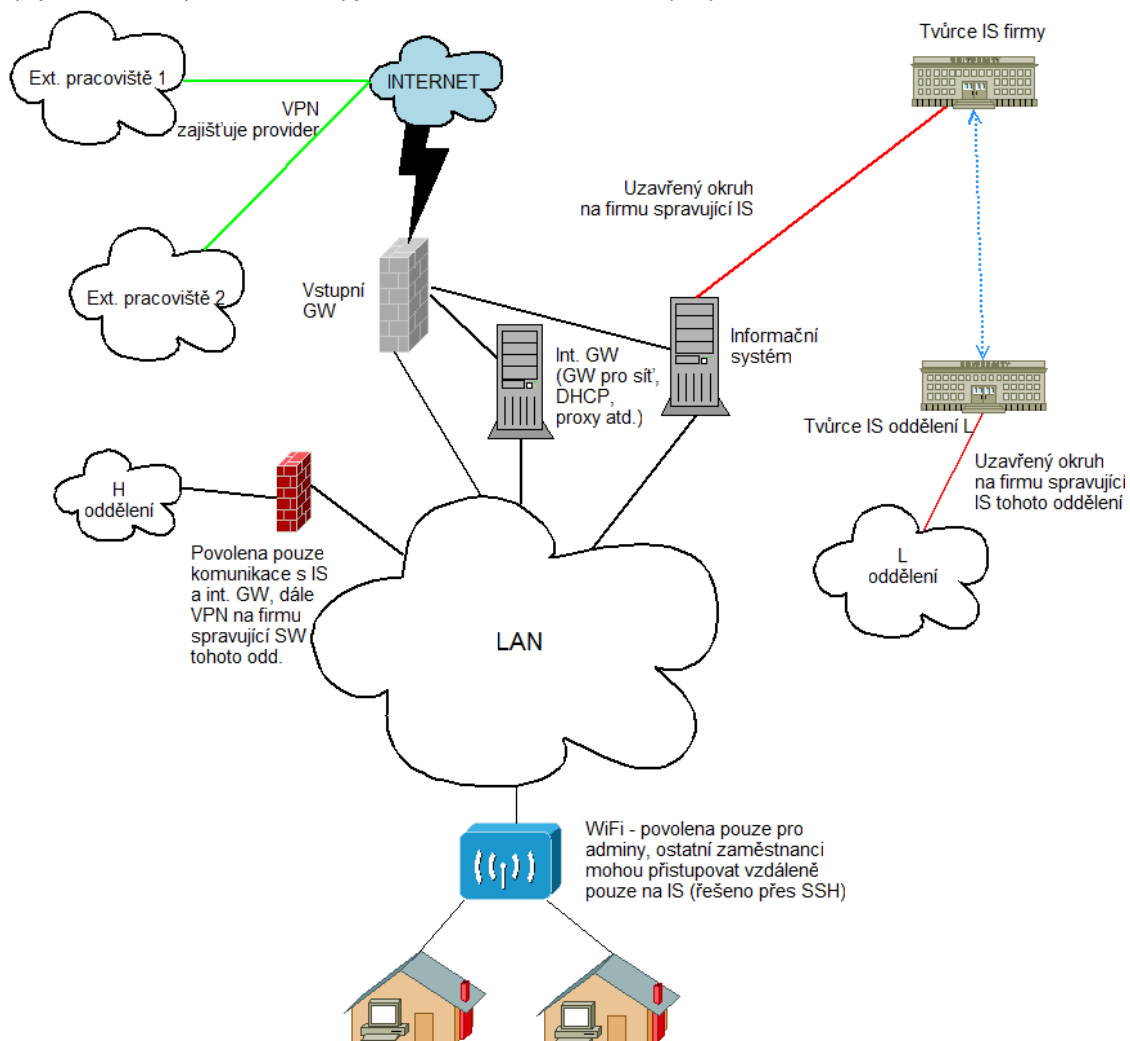 Tvůrce IS firmy
UNIVERSITY
Ext. pracoviště 1
INTERNET
VPN
zajišťuje provider
Uzavřený okruh
na firmu spravující IS
Ext. pracoviště 2
Vstupní
GW
Int. GW
(GW pro síť,
DHCP,
proxy atd.)
Informační
systém
UNIVERSITY
Tvůrce IS oddělení L
Uzavřený okruh
na firmu spravující
IS tohoto oddělení
H
oddělení
L
oddělení
Povolena pouze
komunikace s IS
a int. GW, dále
VPN na firmu
spravující SW
tohoto odd.
LAN
WiFi - povolena pouze pro
adminy, ostatní zaměstnanci
mohou přistupovat vzdáleně
pouze na IS (řešeno přes SSH)